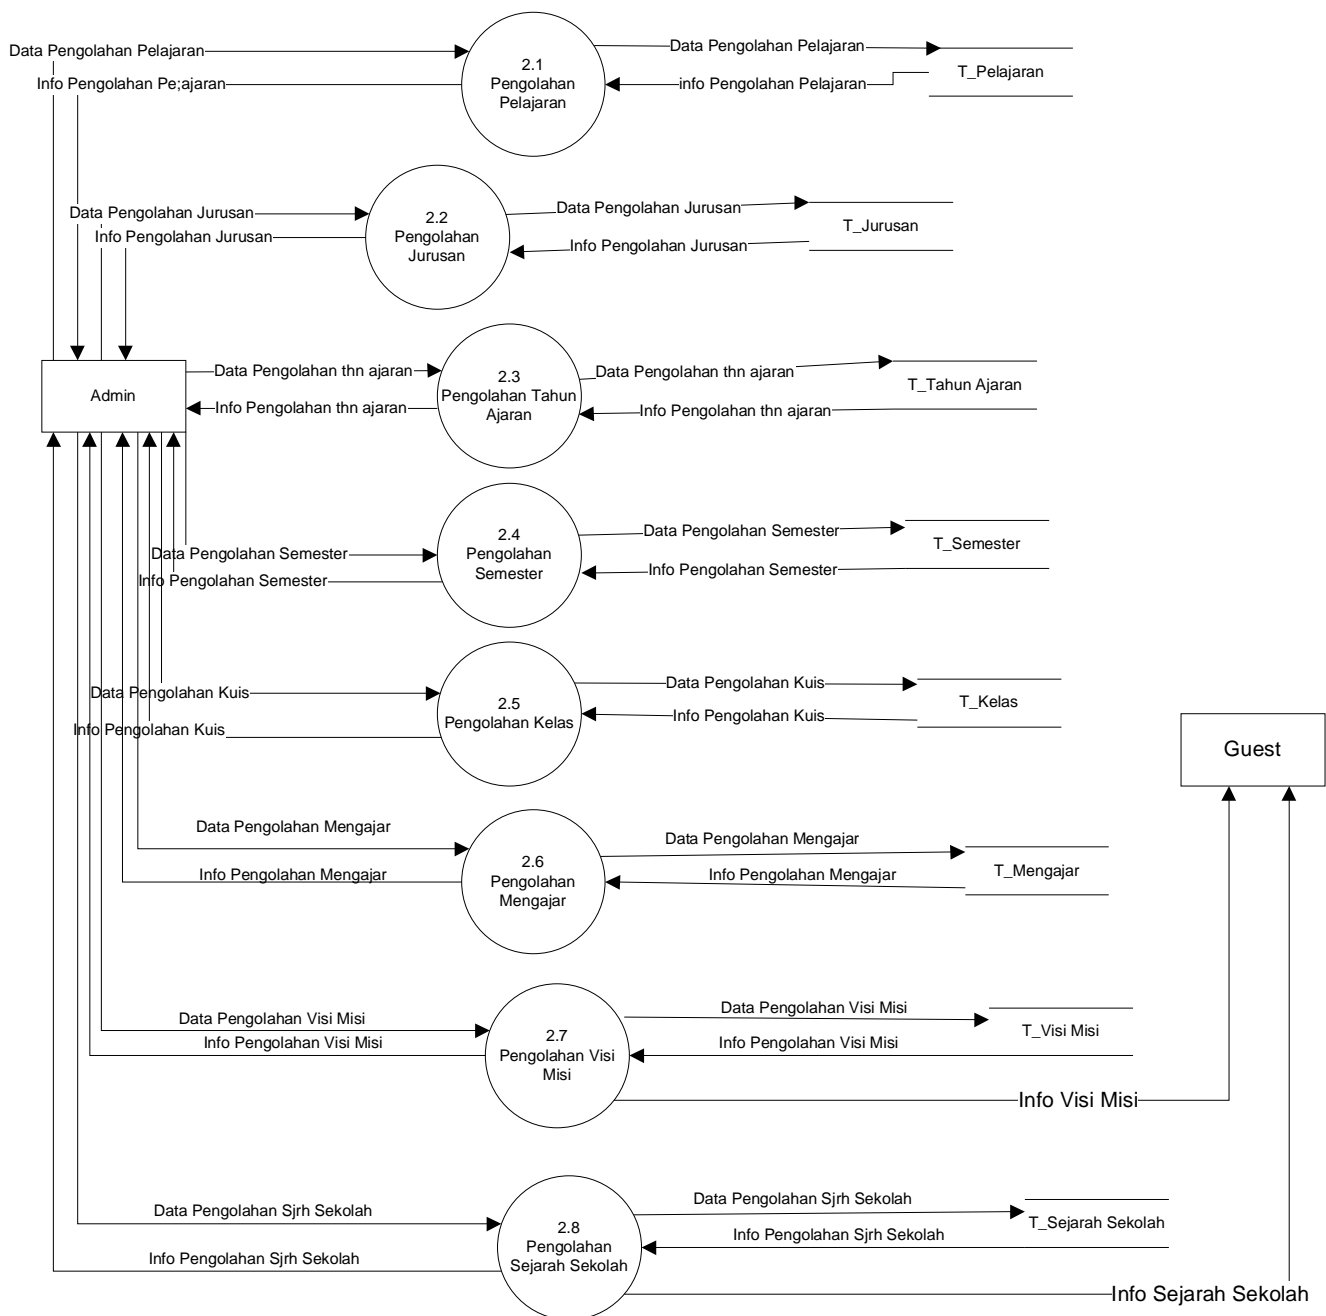 Data Pengolahan Pelajaran
Info Pengolahan Pe;ajaran
2.1
Pengolahan
Pelajaran
Data Pengolahan Pelajaran
info Pengolahan Pelajaran
T_Pelajaran
Data Pengolahan Jurusan
Info Pengolahan Jurusan
2.2
Pengolahan
Jurusan
Data Pengolahan Jurusan
Info Pengolahan Jurusan
T_Jurusan
Admin
Data Pengolahan thn ajaran
Info Pengolahan thn ajaran
2.3
Pengolahan Tahun
Ajaran
Data Pengolahan thn ajaran
Info Pengolahan thn ajaran
T_Tahun Ajaran
Data Pengolahan Semester
Info Pengolahan Semester
2.4
Pengolahan
Semester
Data Pengolahan Semester
Info Pengolahan Semester
T_Semester
Data Pengolahan Kuis
Info Pengolahan Kuis
2.5
Pengolahan Kelas
Data Pengolahan Kuis
Info Pengolahan Kuis
T_Kelas
Guest
Data Pengolahan Mengajar
Info Pengolahan Mengajar
2.6
Pengolahan
Mengajar
Data Pengolahan Mengajar
Info Pengolahan Mengajar
T_Mengajar
Data Pengolahan Visi Misi
Info Pengolahan Visi Misi
2.7
Pengolahan Visi
Misi
Data Pengolahan Visi Misi
Info Pengolahan Visi Misi
T_Visi Misi
Info Visi Misi
Data Pengolahan Sjrh Sekolah
Info Pengolahan Sjrh Sekolah
2.8
Pengolahan
Sejarah Sekolah
Data Pengolahan Sjrh Sekolah
Info Pengolahan Sjrh Sekolah
T_Sejarah Sekolah
Info Sejarah Sekolah